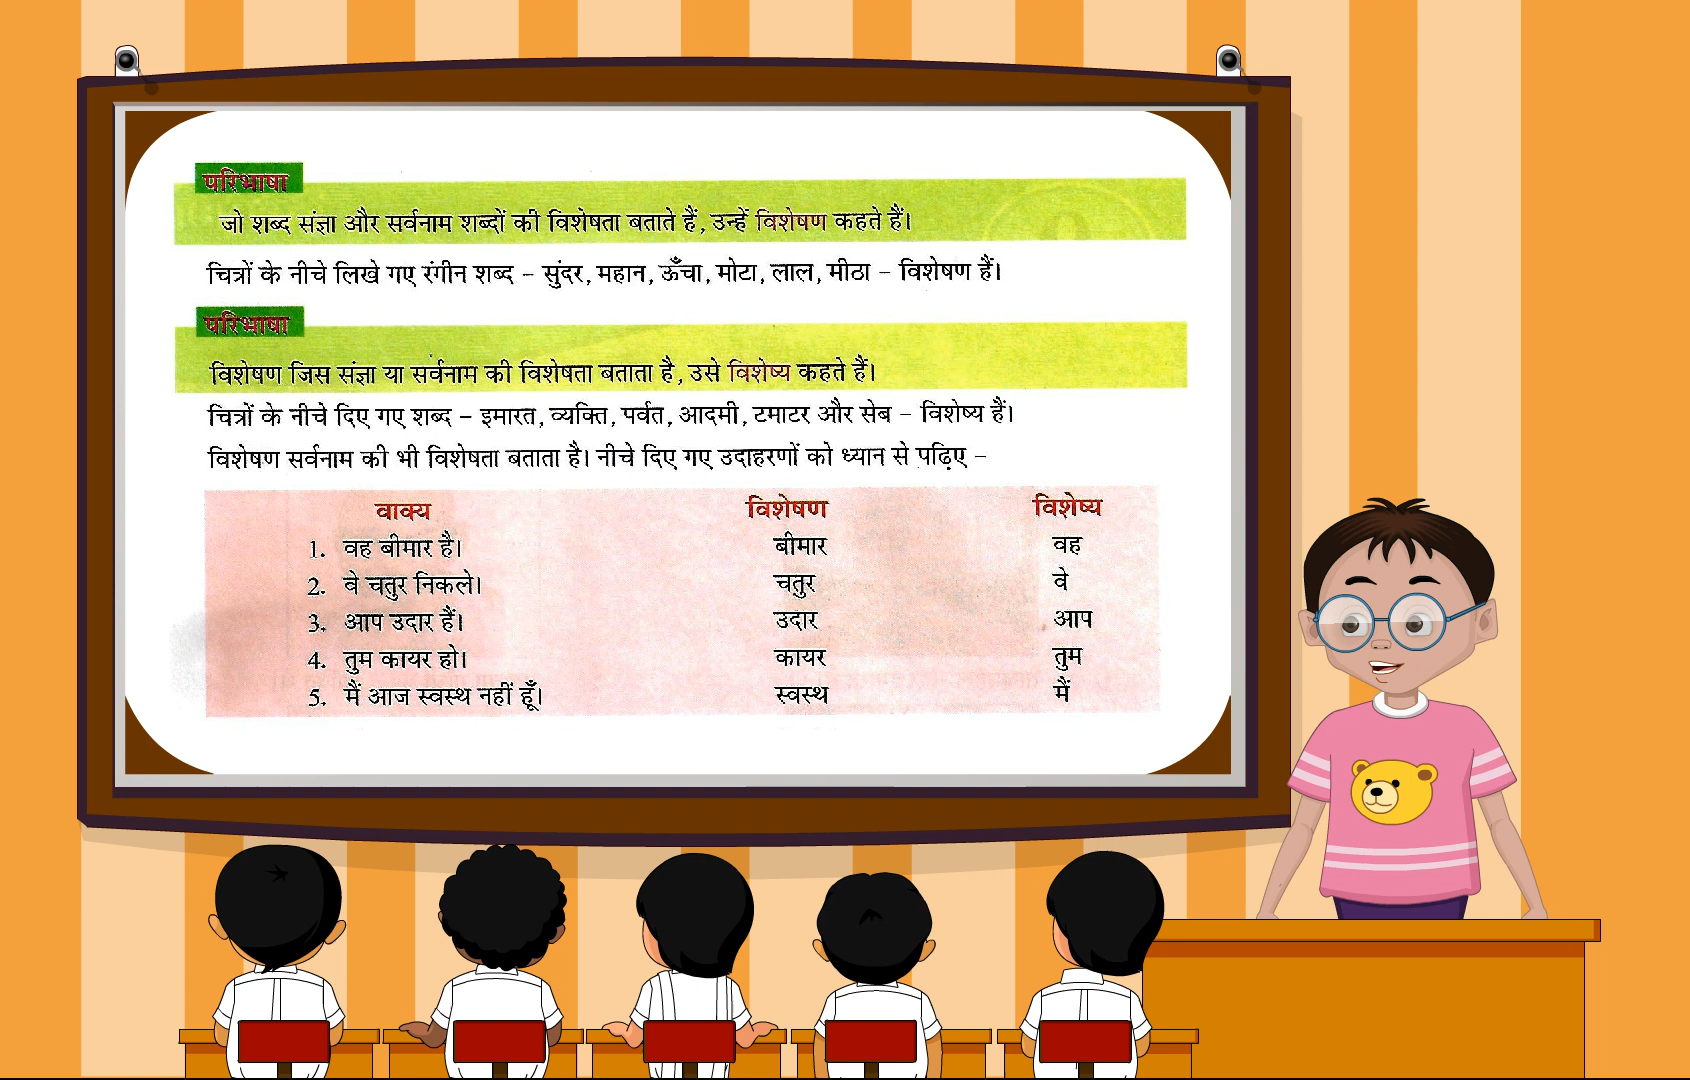 परिभाषा
जो शब्द संज्ञा और सर्वनाम शब्दों की विशेषता बताते हैं, उन्हें विशेषण कहते हैं।
चित्रों के नीचे लिखे गए रंगीन शब्द – सुंदर, महान, ऊँचा, मोटा, लाल, मीठा – विशेषण हैं।
परिभाषा
विशेषण जिस संज्ञा या सर्वनाम की विशेषता बताता है, उसे विशेष्य कहते हैं।
चित्रों के नीचे दिए गए शब्द – इमारत, व्यक्ति, पर्वत, आदमी, टमाटर और सेब – विशेष्य हैं।
विशेषण सर्वनाम की भी विशेषता बताता है। नीचे दिए गए उदाहरणों को ध्यान से पढ़िए –
वाक्य विशेषण विशेष्य
1. वह बीमार है। बीमार वह
2. वे चतुर निकले। चतुर वे
3. आप उदार हैं। उदार आप
4. तुम कायर हो। कायर तुम
5. मैं आज स्वस्थ नहीं हूँ। स्वस्थ मैं